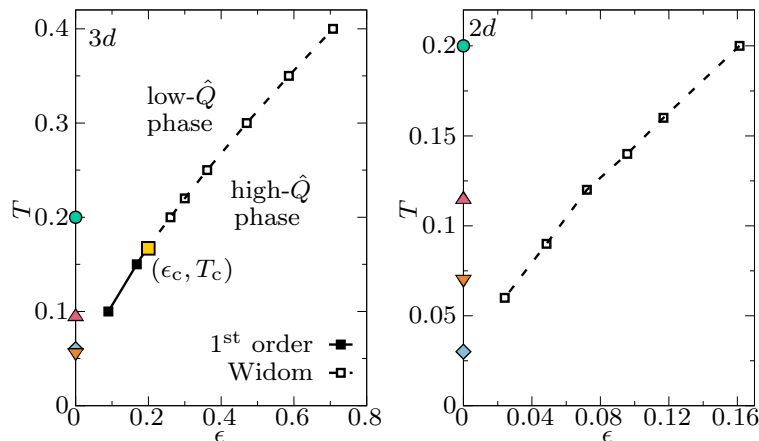 3d
low-Q̂
phase
high-Q̂
phase
(ϵc, Tc)
1st order
Widom
T
0.4
0.3
0.2
0.1
0
0 0.2 0.4 0.6 0.8
ϵ
2d
T
0.2
0.15
0.1
0.05
0
0 0.04 0.08 0.12 0.16
ϵ